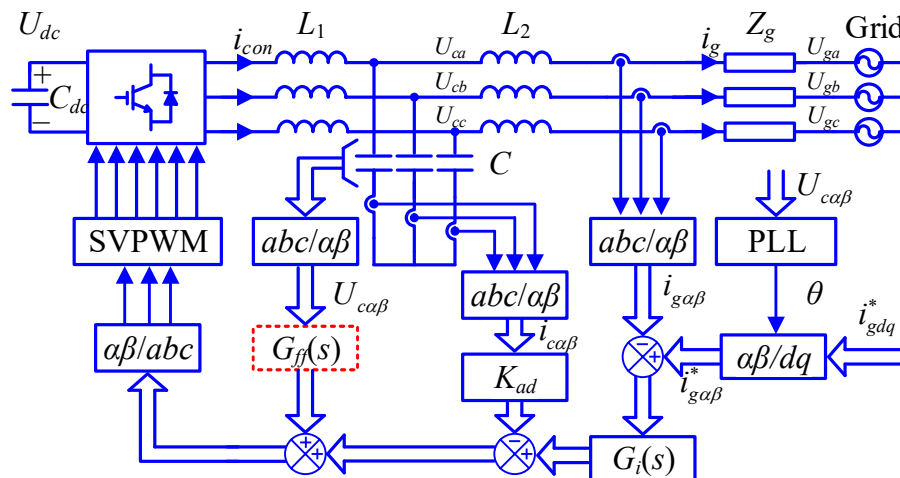 U_dc
L_1
L_2
Z_g
Grid
i_con
U_ca
i_g
U_ga
+
C_dc
U_cb
U_gb
−
U_cc
U_gc
C
U_cαβ
SVPWM
abc/αβ
abc/αβ
PLL
abc/αβ
i_gαβ
θ
U_cαβ
i_cαβ
i*_gdq
αβ/abc
G_ff(s)
−
+
αβ/dq
K_ad
i*_gαβ
+
+
−
+
G_i(s)